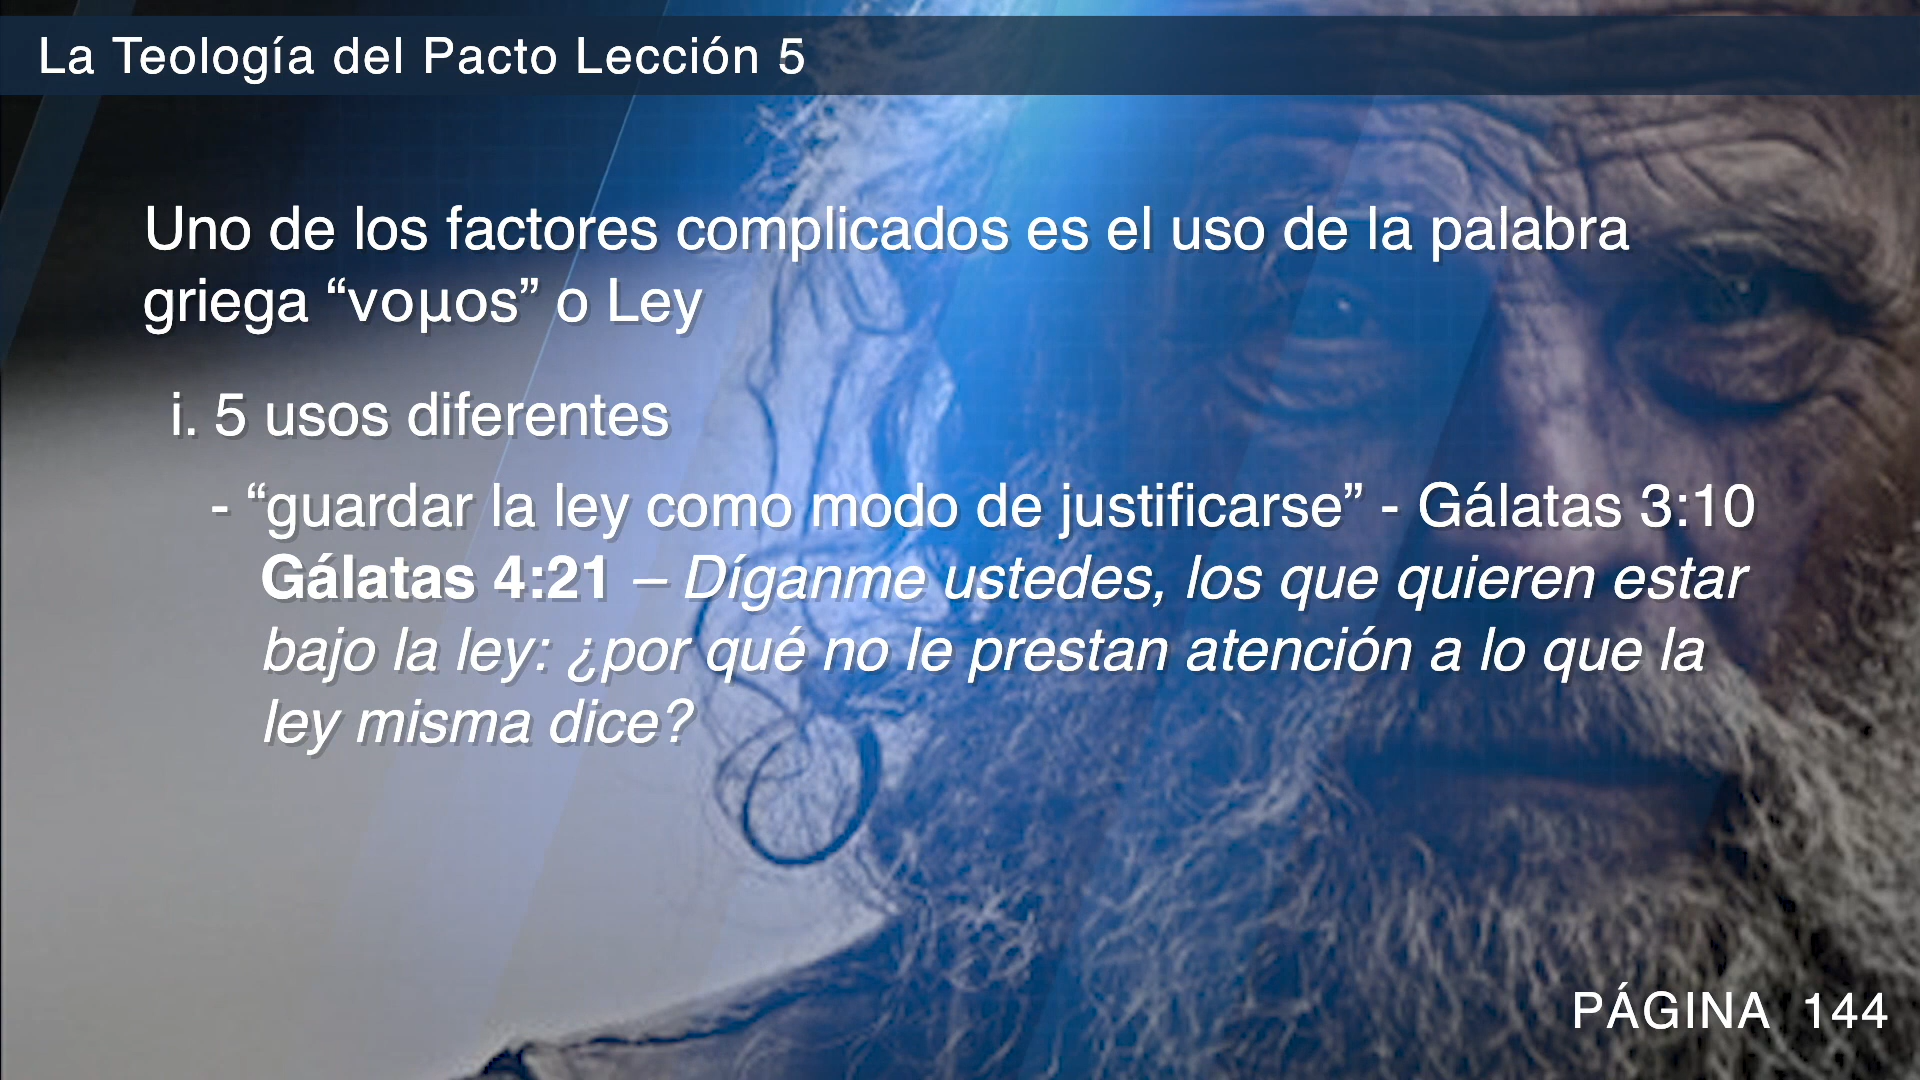 La Teología del Pacto Lección 5
Uno de los factores complicados es el uso de la palabra
griega “νoμos” o Ley
i. 5 usos diferentes
- “guardar la ley como modo de justificarse” - Gálatas 3:10
Gálatas 4:21 – Díganme ustedes, los que quieren estar
bajo la ley: ¿por qué no le prestan atención a lo que la
ley misma dice?
PÁGINA 144